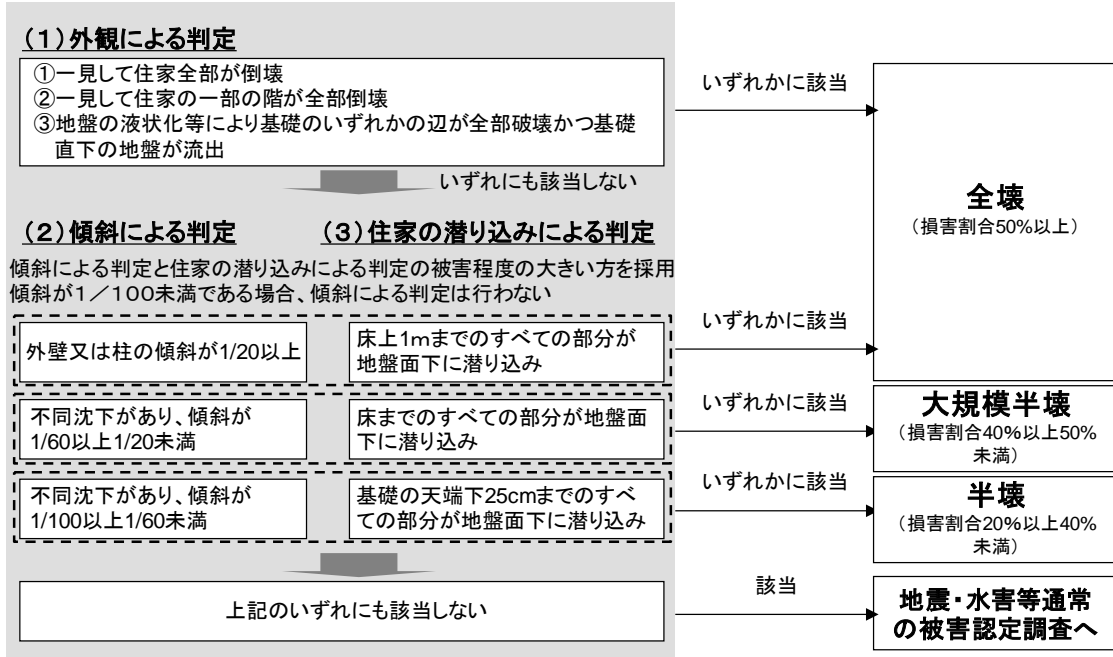 (1)外観による判定
①一見して住家全部が倒壊
②一見して住家の一部の階が全部倒壊
③地盤の液状化等により基礎のいずれかの辺が全部破壊かつ基礎
直下の地盤が流出
いずれかに該当
いずれにも該当しない
全壊
(損害割合50%以上)
(2)傾斜による判定
(3)住家の潜り込みによる判定
傾斜による判定と住家の潜り込みによる判定の被害程度の大きい方を採用
傾斜が1/100未満である場合、傾斜による判定は行わない
外壁又は柱の傾斜が1/20以上
床上1mまでのすべての部分が
地盤面下に潜り込み
いずれかに該当
不同沈下があり、傾斜が
1/60以上1/20未満
床までのすべての部分が地盤面
下に潜り込み
いずれかに該当
大規模半壊
(損害割合40%以上50%
未満)
不同沈下があり、傾斜が
1/100以上1/60未満
基礎の天端下25cmまでのすべ
ての部分が地盤面下に潜り込み
いずれかに該当
半壊
(損害割合20%以上40%
未満)
上記のいずれにも該当しない
該当
地震・水害等通常
の被害認定調査へ